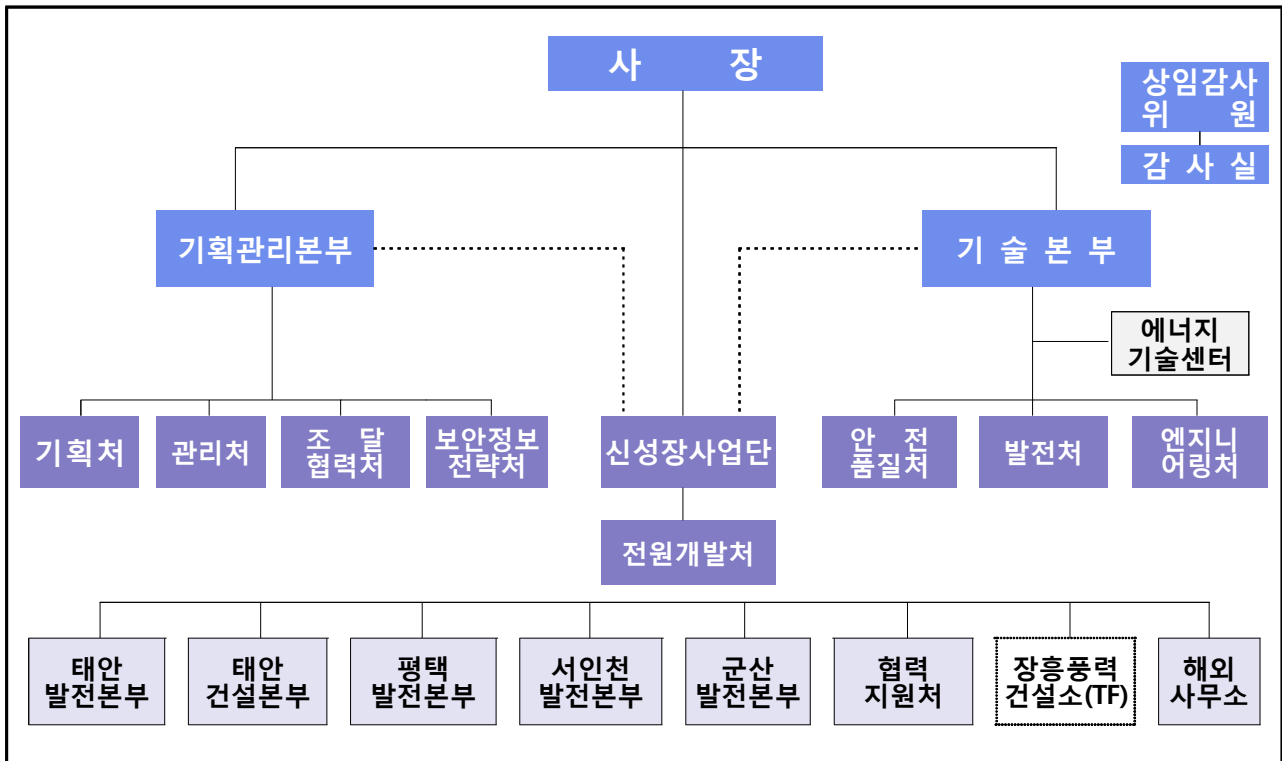 사 장
상임감사
위 원
감 사 실
기획관리본부
기 술 본 부
에너지
기술센터
기획처
관리처
조 달
협력처
보안정보
전략처
신성장사업단
안 전
품질처
발전처
엔지니
어링처
전원개발처
태안
발전본부
태안
건설본부
평택
발전본부
서인천
발전본부
군산
발전본부
협력
지원처
장흥풍력
건설소(TF)
해외
사무소